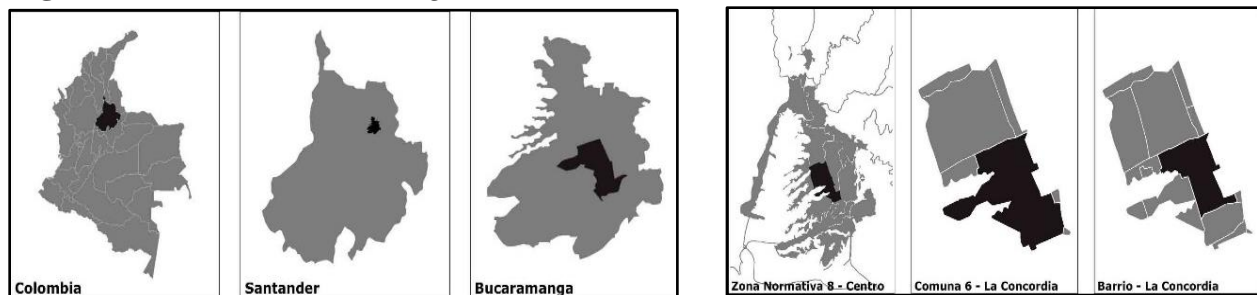 Colombia
Santander
Bucaramanga
Zona Normativa 8 - Centro
Comuna 6 - La Concordia
Barrio - La Concordia